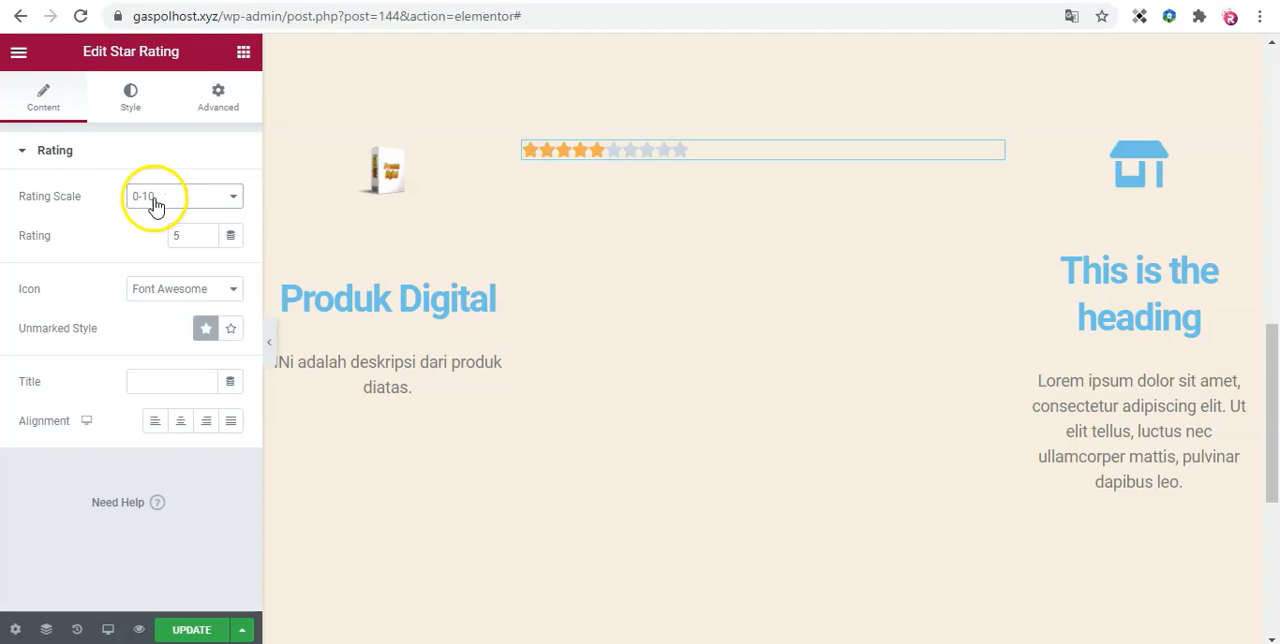 gaspolhost.xyz/wp-admin/post.php?post=144&action=elementor#
Edit Star Rating
Content
Style
Advanced
Rating
Rating Scale
0-10
Rating
5
Icon
Font Awesome
Unmarked Style
Title
Alignment
Need Help ?
UPDATE
Produk Digital
Produk Digital
INi adalah deskripsi dari produk
diatas.
This is the
heading
Lorem ipsum dolor sit amet,
consectetur adipiscing elit. Ut
elit tellus, luctus nec
ullamcorper mattis, pulvinar
dapibus leo.